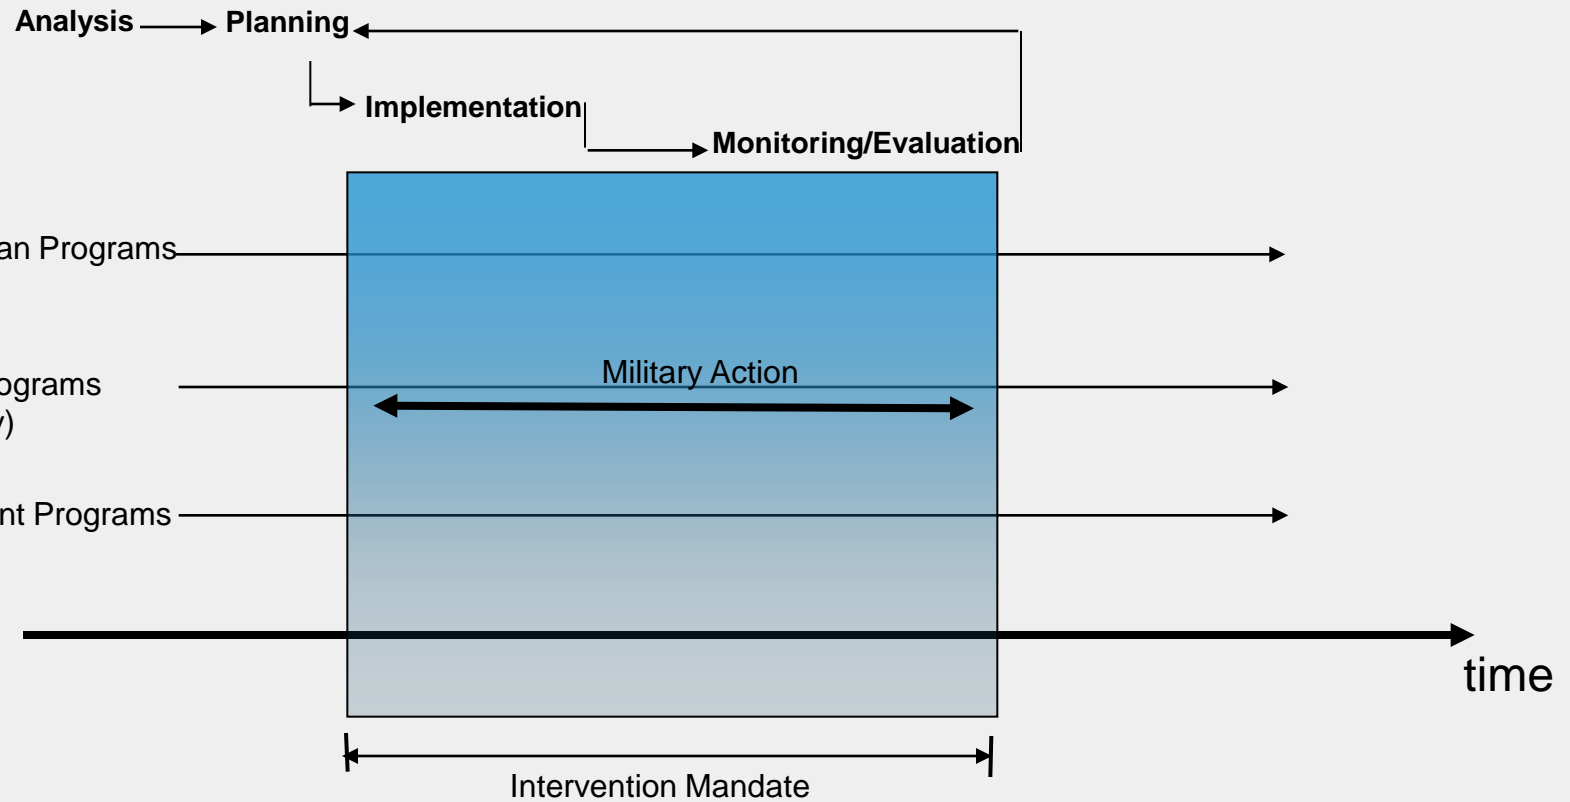 Analysis
Planning
Implementation
Monitoring/Evaluation
an Programs
Military Action
ograms
)
nt Programs
time
Intervention Mandate